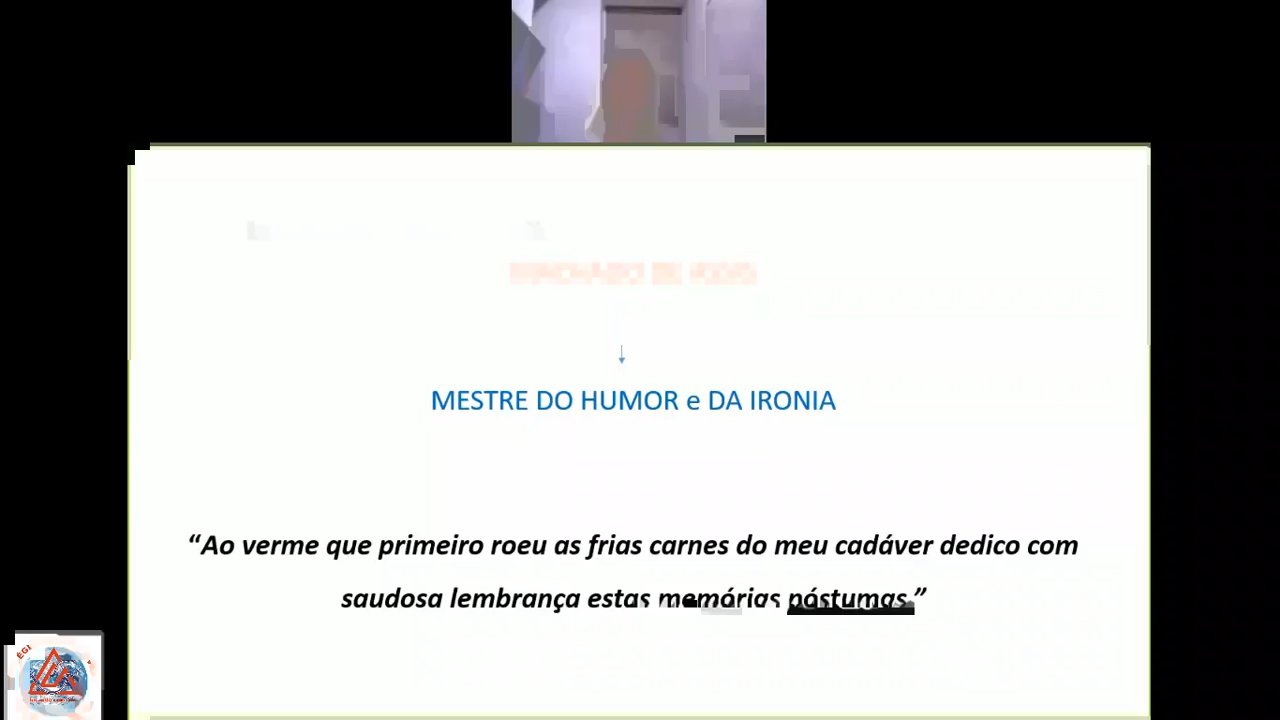 MESTRE DO HUMOR e DA IRONIA
“Ao verme que primeiro roeu as frias carnes do meu cadáver dedico com
saudosa lembrança estas memórias póstumas.”